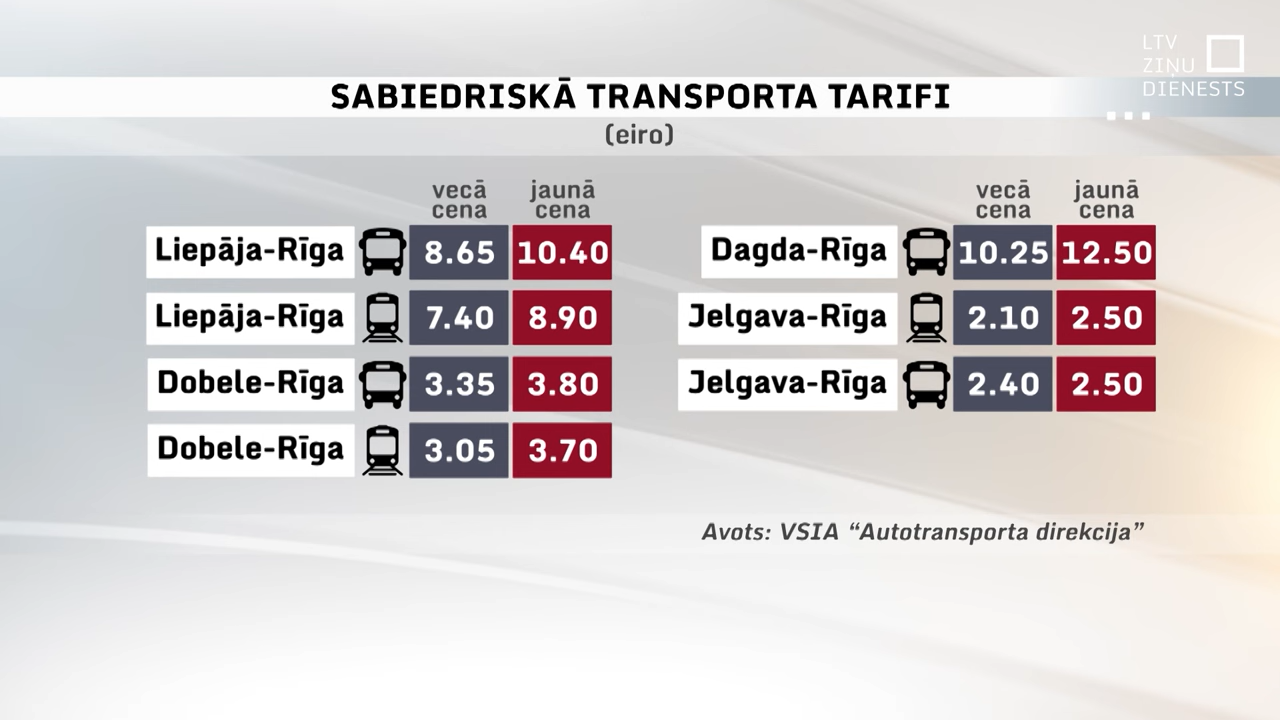 LTV
ZIŅU
DIENESTS
SABIEDRISKĀ TRANSPORTA TARIFI
(eiro)
vecā cena jaunā cena
Liepāja-Rīga 8.65 10.40
Liepāja-Rīga 7.40 8.90
Dobele-Rīga 3.35 3.80
Dobele-Rīga 3.05 3.70
vecā cena jaunā cena
Dagda-Rīga 10.25 12.50
Jelgava-Rīga 2.10 2.50
Jelgava-Rīga 2.40 2.50
Avots: VSIA “Autotransporta direkcija”